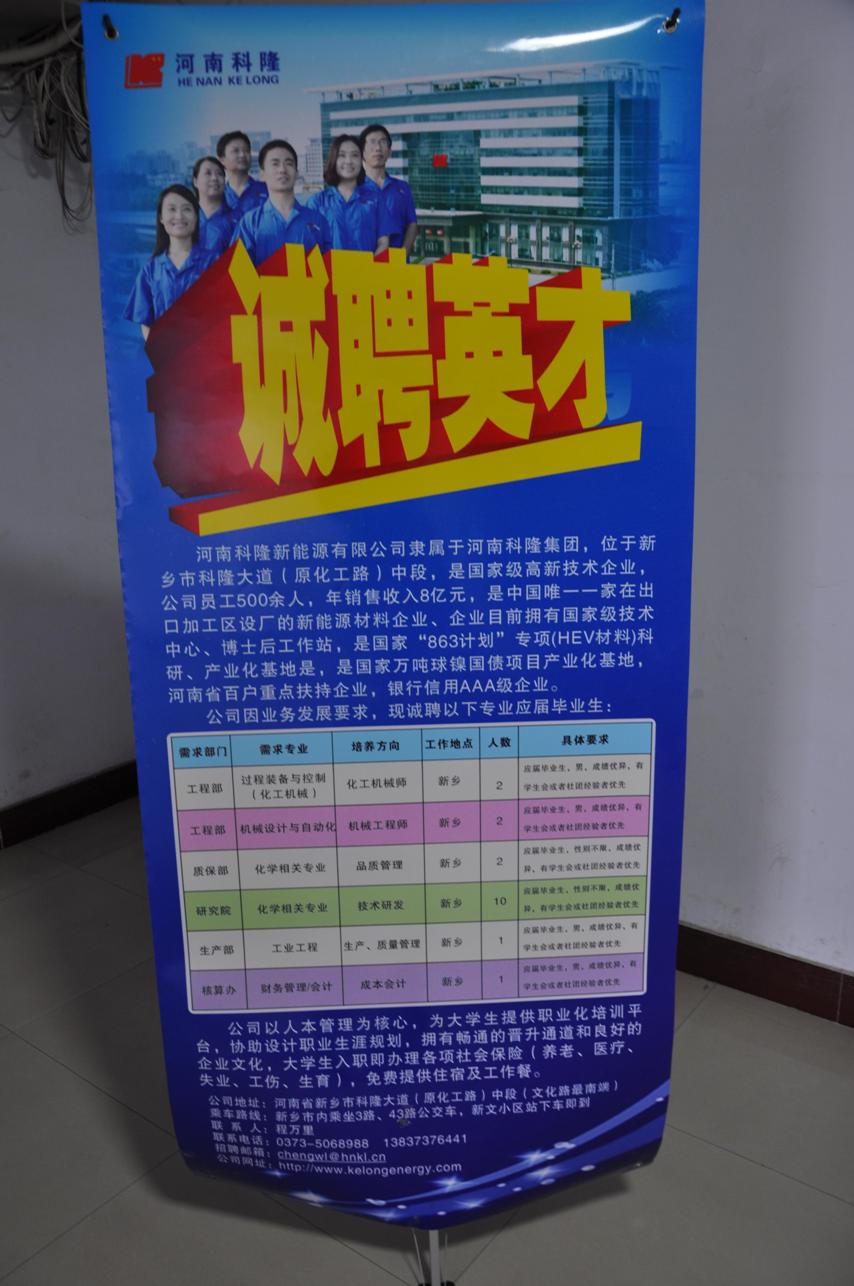 河南科隆
HE NAN KE LONG
诚聘英才
河南科隆新能源有限公司隶属于河南科隆集团，位于新
乡市科隆大道（原化工路）中段，是国家级高新技术企业，
公司员工500余人，年销售收入8亿元，是中国唯一一家在出
口加工区设厂的新能源材料企业、企业目前拥有国家级技术
中心、博士后工作站，是国家“863计划”专项(HEV材料)科
研、产业化基地是，是国家万吨球镍国债项目产业化基地，
河南省百户重点扶持企业，银行信用AAA级企业。
公司因业务发展要求，现诚聘以下专业应届毕业生：
需求部门 需求专业 培养方向 工作地点 人数 具体要求
工程部 过程装备与控制 化工机械师 新乡 2 应届毕业生，男，成绩优异，有
（化工机械） 学生会或者社团经验者优先
工程部 机械设计与自动化 机械工程师 新乡 2 应届毕业生，男，成绩优异，有
学生会或者社团经验者优先
质保部 化学相关专业 品质管理 新乡 2 应届毕业生，性别不限，成绩优
异，有学生会或者社团经验者优先
研究院 化学相关专业 技术研发 新乡 10 应届毕业生，性别不限，成绩优
异，有学生会或者社团经验者优先
生产部 工业工程 生产、质量管理 新乡 1 应届毕业生，男，成绩优异，有
学生会或者社团经验者优先
核算办 财务管理/会计 成本会计 新乡 1 应届毕业生，男，成绩优异，有
学生会或者社团经验者优先
公司以人本管理为核心，为大学生提供职业化培训平
台，协助设计职业生涯规划，拥有畅通的晋升通道和良好的
企业文化，大学生入职即办理各项社会保险（养老、医疗、
失业、工伤、生育），免费提供住宿及工作餐。
公司地址：河南省新乡市科隆大道（原化工路）中段（文化路最南端）
乘车路线：新乡市内乘坐3路、43路公交车，新文小区站下车即到
联 系 人：程万里
联系电话：0373-5068988 13837376441
招聘邮箱：chengwl@hnkl.cn
公司网址：http://www.kelongenergy.com